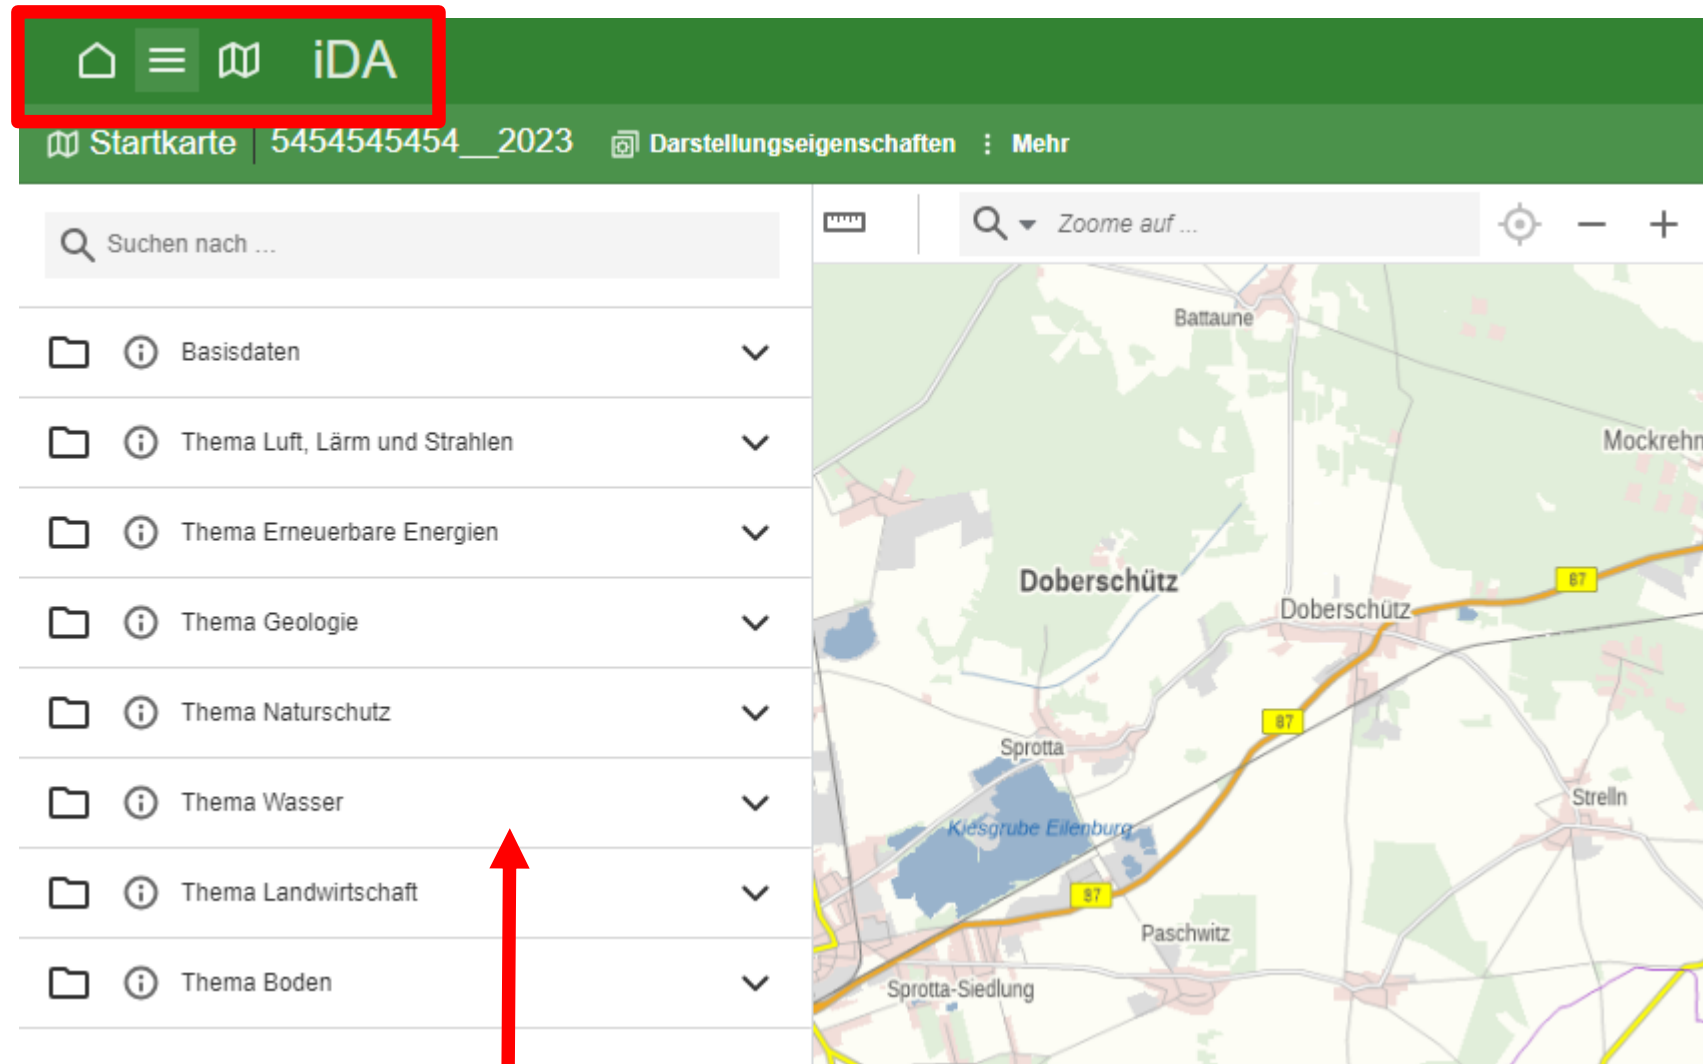 iDA
Startkarte 5454545454__2023 Darstellungseigenschaften Mehr
Suchen nach ...
Zoome auf ...
Basisdaten
Thema Luft, Lärm und Strahlen
Thema Erneuerbare Energien
Thema Geologie
Thema Naturschutz
Thema Wasser
Thema Landwirtschaft
Thema Boden
Battaune
Mockrehn
Doberschütz
87
Doberschütz
87
Sprotta
Strelln
Kiesgrube Eilenburg
87
Paschwitz
Sprotta-Siedlung